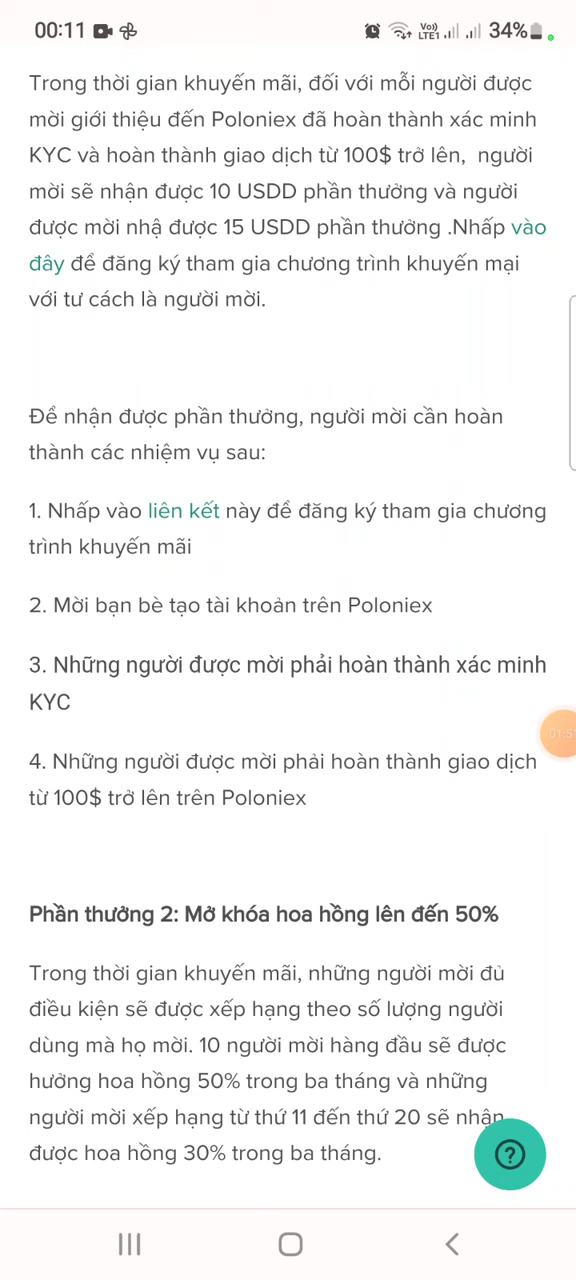 00:11
Vo) LTE1 34%
Trong thời gian khuyến mãi, đối với mỗi người được
mời giới thiệu đến Poloniex đã hoàn thành xác minh
KYC và hoàn thành giao dịch từ 100$ trở lên,  người
mời sẽ nhận được 10 USDD phần thưởng và người
được mời nhậ được 15 USDD phần thưởng .Nhấp vào
đây để đăng ký tham gia chương trình khuyến mại
với tư cách là người mời.
Để nhận được phần thưởng, người mời cần hoàn
thành các nhiệm vụ sau:
1. Nhấp vào liên kết này để đăng ký tham gia chương
trình khuyến mãi
2. Mời bạn bè tạo tài khoản trên Poloniex
3. Những người được mời phải hoàn thành xác minh
KYC
01:51
4. Những người được mời phải hoàn thành giao dịch
từ 100$ trở lên trên Poloniex
Phần thưởng 2: Mở khóa hoa hồng lên đến 50%
Trong thời gian khuyến mãi, những người mời đủ
điều kiện sẽ được xếp hạng theo số lượng người
dùng mà họ mời. 10 người mời hàng đầu sẽ được
hưởng hoa hồng 50% trong ba tháng và những
người mời xếp hạng từ thứ 11 đến thứ 20 sẽ nhận
được hoa hồng 30% trong ba tháng.